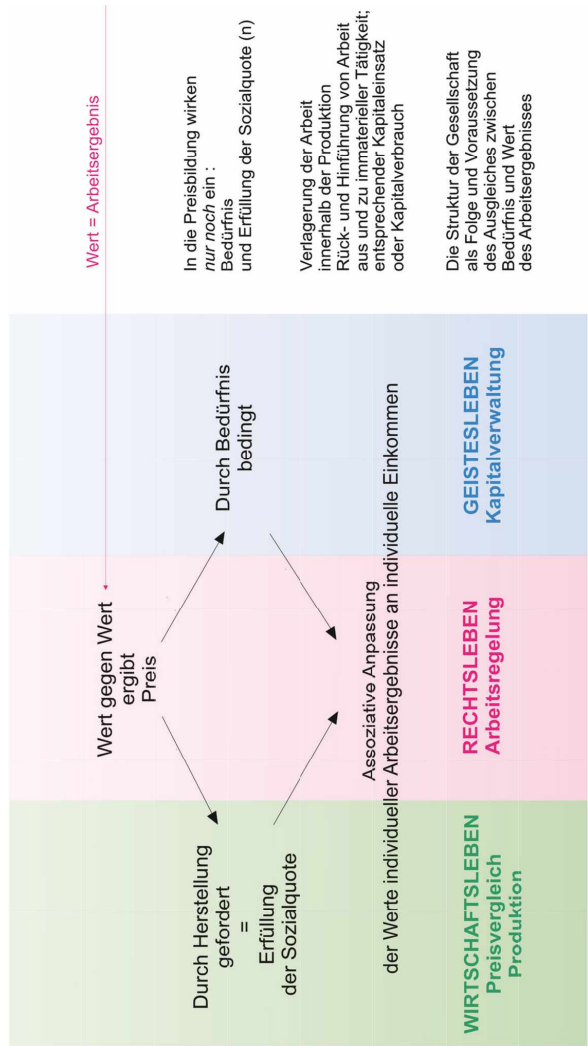 Wert = Arbeitsergebnis
Wert gegen Wert
ergibt
Preis
Durch Herstellung
gefordert
=
Erfüllung
der Sozialquote
Durch Bedürfnis
bedingt
In die Preisbildung wirken
nur noch ein :
Bedürfnis
und Erfüllung der Sozialquote (n)
Assoziative Anpassung
der Werte individueller Arbeitsergebnisse an individuelle Einkommen
Verlagerung der Arbeit
innerhalb der Produktion
Rück- und Hinführung von Arbeit
aus und zu immaterieller Tätigkeit;
entsprechender Kapitaleinsatz
oder Kapitalverbrauch
WIRTSCHAFTSLEBEN
Preisvergleich
Produktion
RECHTSLEBEN
Arbeitsregelung
GEISTESLEBEN
Kapitalverwaltung
Die Struktur der Gesellschaft
als Folge und Voraussetzung
des Ausgleiches zwischen
Bedürfnis und Wert
des Arbeitsergebnisses